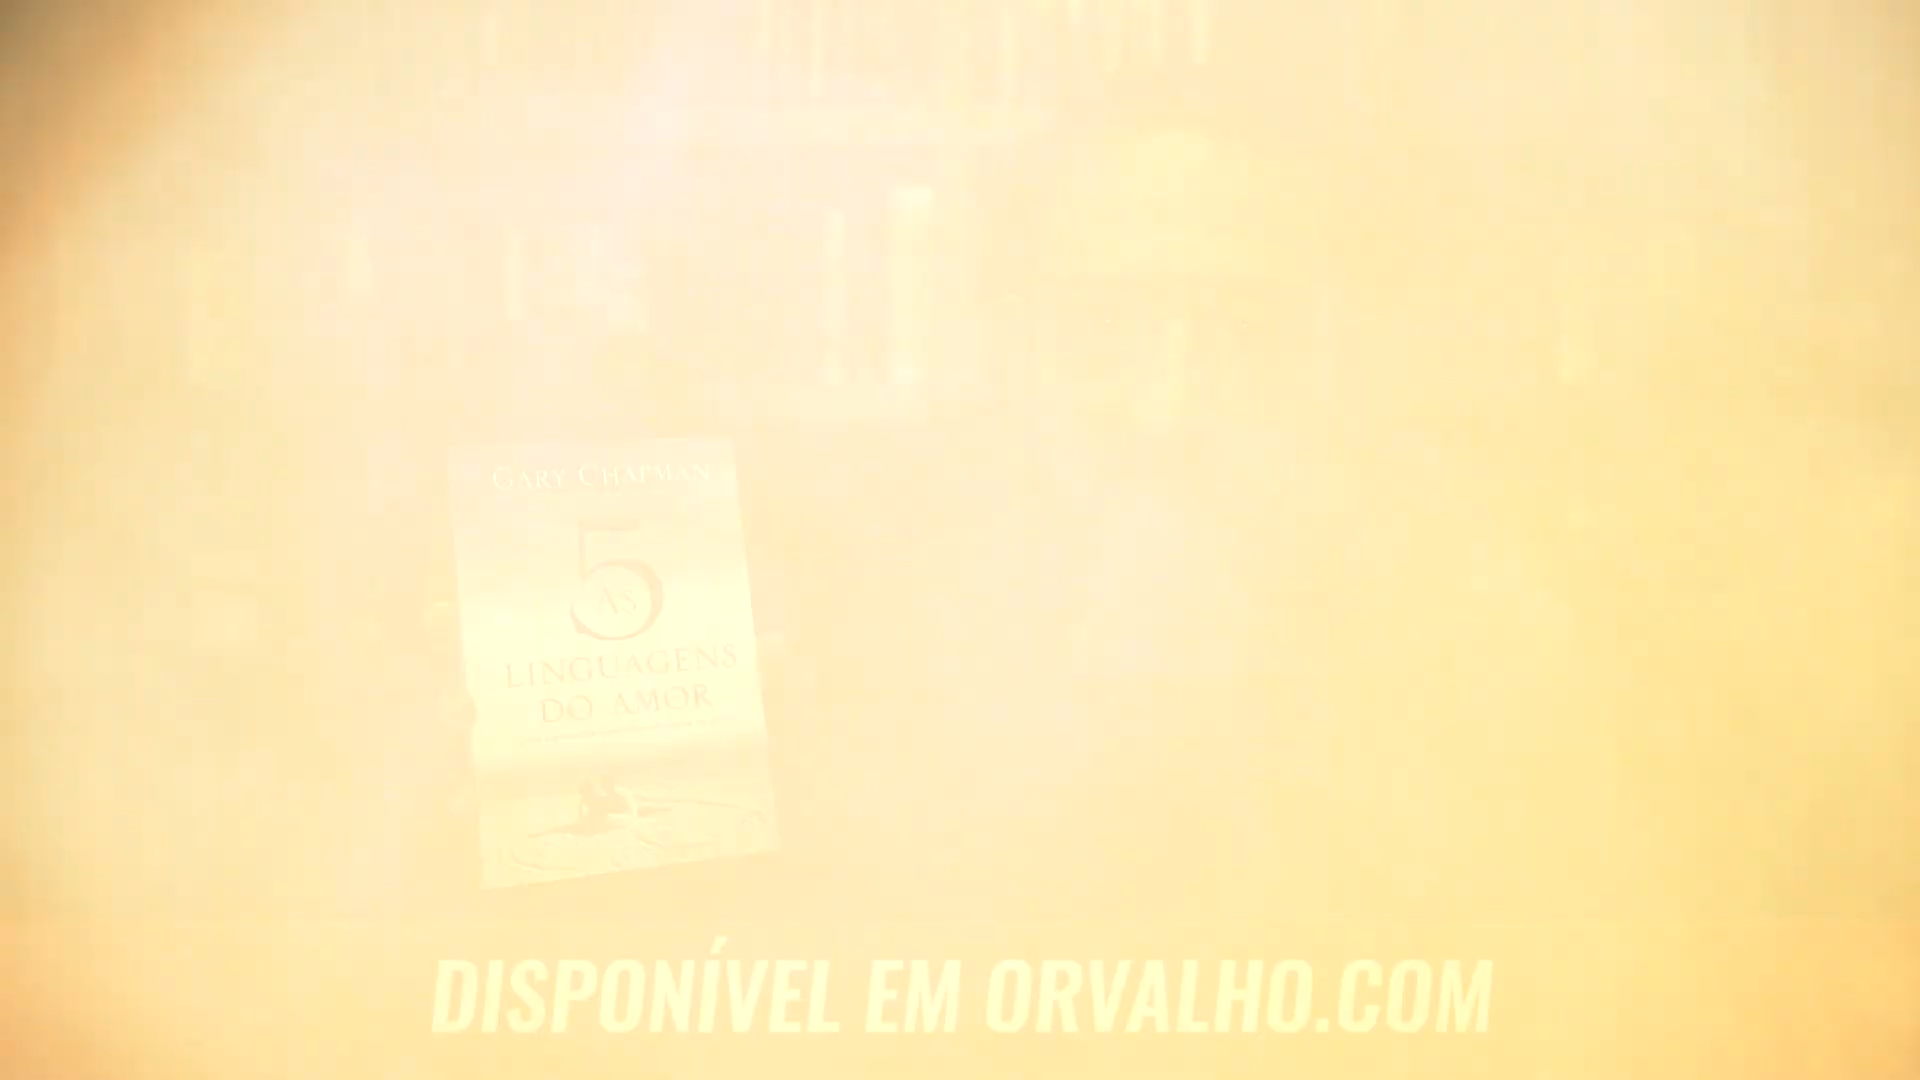 GARY CHAPMAN
5
AS
LINGUAGENS
DO AMOR
DISPONÍVEL EM ORVALHO.COM